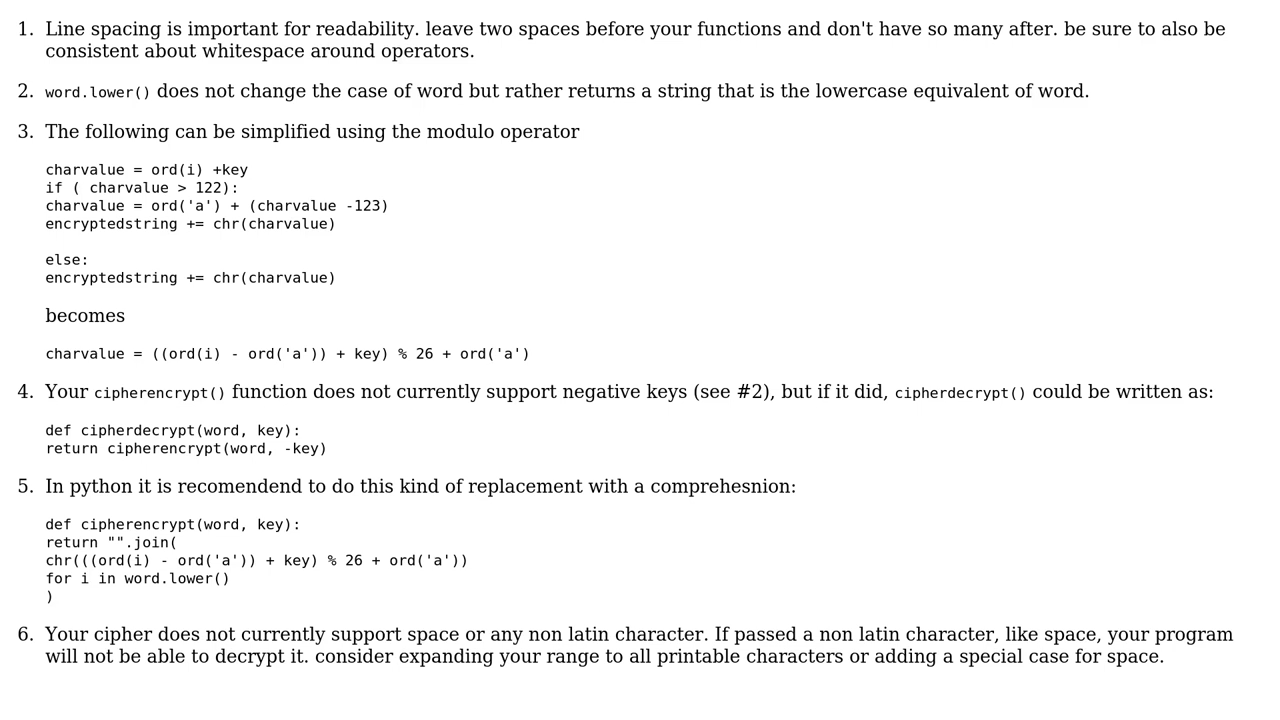 1. Line spacing is important for readability. leave two spaces before your functions and don't have so many after. be sure to also be
consistent about whitespace around operators.
2. word.lower() does not change the case of word but rather returns a string that is the lowercase equivalent of word.
3. The following can be simplified using the modulo operator
charvalue = ord(i) +key
if ( charvalue > 122):
charvalue = ord('a') + (charvalue -123)
encryptedstring += chr(charvalue)
else:
encryptedstring += chr(charvalue)
becomes
charvalue = ((ord(i) - ord('a')) + key) % 26 + ord('a')
4. Your cipherencrypt() function does not currently support negative keys (see #2), but if it did, cipherdecrypt() could be written as:
def cipherdecrypt(word, key):
return cipherencrypt(word, -key)
5. In python it is recomendend to do this kind of replacement with a comprehesnion:
def cipherencrypt(word, key):
return "".join(
chr(((ord(i) - ord('a')) + key) % 26 + ord('a'))
for i in word.lower()
)
6. Your cipher does not currently support space or any non latin character. If passed a non latin character, like space, your program
will not be able to decrypt it. consider expanding your range to all printable characters or adding a special case for space.